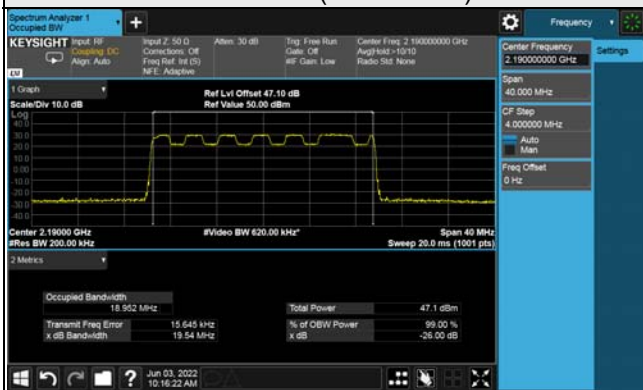 Spectrum Analyzer 1
Occupied BW
Frequency
KEYSIGHT
Input: RF
Coupling: DC
Align: Auto
Input Z: 50 Ω
Corrections: Off
Freq Ref: Int (S)
NFE: Adaptive
Atten: 30 dB
Trig: Free Run
Gate: Off
#IF Gain: Low
Center Freq: 2.190000000 GHz
Avg|Hold:>10/10
Radio Std: None
Center Frequency
2.190000000 GHz
Settings
Span
40.000 MHz
CF Step
4.000000 MHz
Auto
Man
Freq Offset
0 Hz
1 Graph
Scale/Div 10.0 dB
Ref Lvl Offset 47.10 dB
Ref Value 50.00 dBm
Log
40.0
30.0
20.0
10.0
0.00
-10.0
-20.0
-30.0
-40.0
Center 2.19000 GHz
#Res BW 200.00 kHz
#Video BW 620.00 kHz*
Span 40 MHz
Sweep 20.0 ms (1001 pts)
2 Metrics
Occupied Bandwidth
18.952 MHz
Total Power 47.1 dBm
Transmit Freq Error 15.645 kHz
% of OBW Power 99.00 %
x dB Bandwidth 19.54 MHz
x dB -26.00 dB
Jun 03, 2022
10:16:22 AM